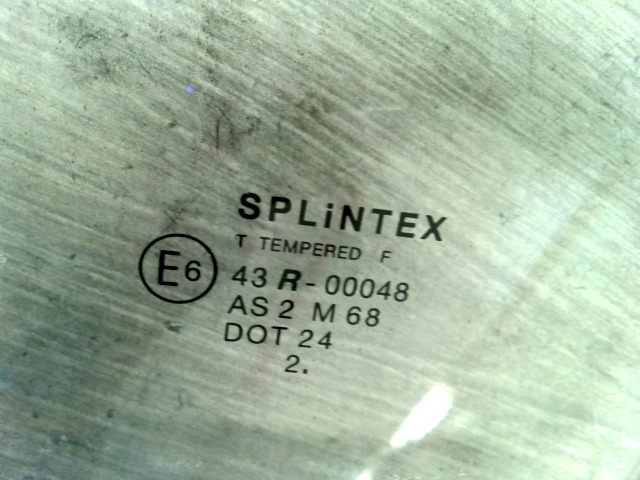 SPLiNTEX
T TEMPERED F
E6 43 R-00048
AS 2 M 68
DOT 24
2.